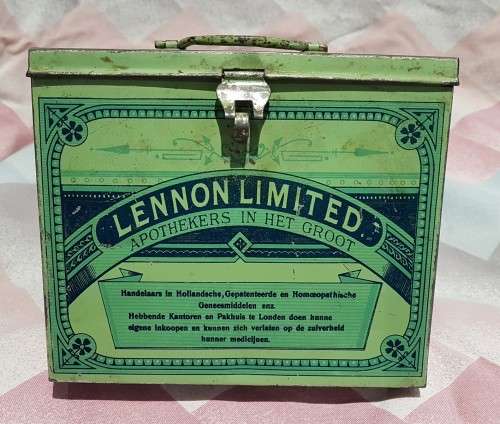 LENNON LIMITED.
APOTHEKERS IN HET GROOT
Handelaars in Hollandsche, Gepatenteerde en Homœopathische
Geneesmiddelen enz.
Hebbende Kantoren en Pakhuis te Londen doen hunne
eigene inkoopen en kunnen zich verlaten op de zuiverheid
hunner medicijnen.